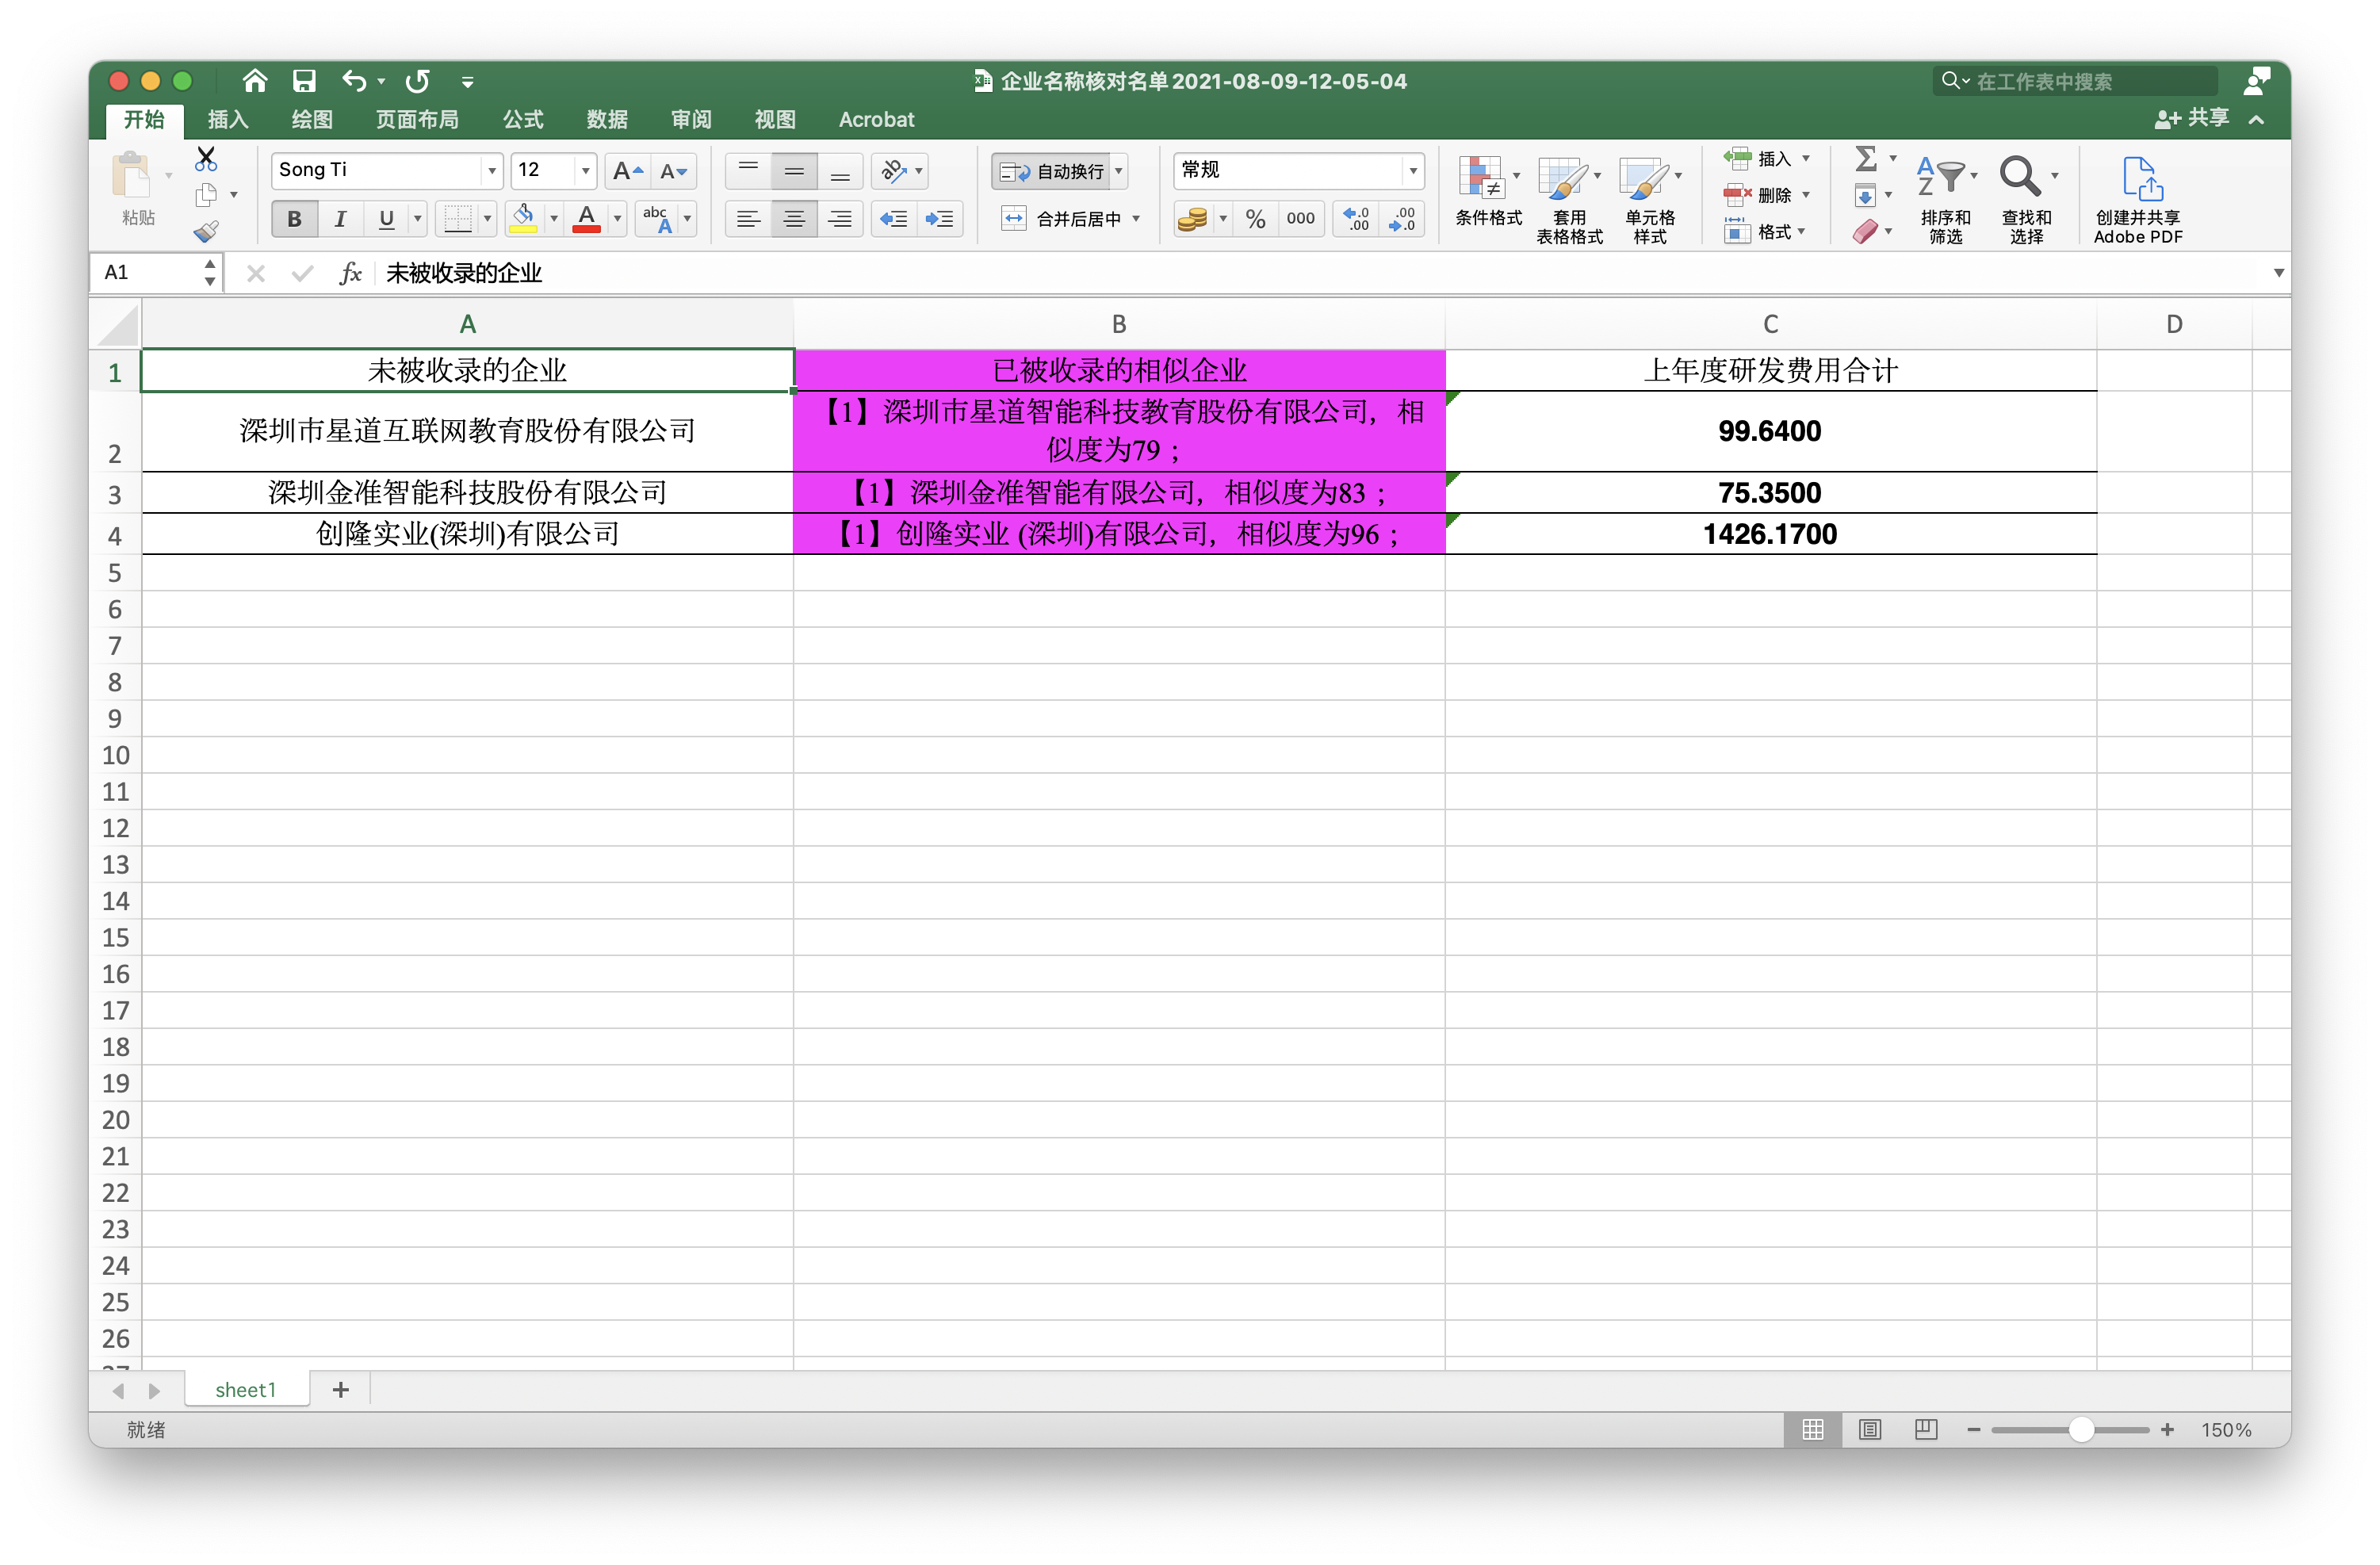 企业名称核对名单2021-08-09-12-05-04
在工作表中搜索
开始 插入 绘图 页面布局 公式 数据 审阅 视图 Acrobat
共享
粘贴
Song Ti 12 A A
B I U A abc A
ab
自动换行
合并后居中
常规
% 000 .0 .00 .00 .0
条件格式
套用
表格格式
单元格
样式
插入
删除
格式
Σ
A
Z
排序和
筛选
查找和
选择
创建并共享
Adobe PDF
A1 fx 未被收录的企业
A B C D
1 未被收录的企业 已被收录的相似企业 上年度研发费用合计
2 深圳市星道互联网教育股份有限公司 【1】深圳市星道智能科技教育股份有限公司，相
似度为79； 99.6400
3 深圳金准智能科技股份有限公司 【1】深圳金准智能有限公司，相似度为83； 75.3500
4 创隆实业(深圳)有限公司 【1】创隆实业 (深圳)有限公司，相似度为96； 1426.1700
5
6
7
8
9
10
11
12
13
14
15
16
17
18
19
20
21
22
23
24
25
26
27
sheet1 +
就绪
150%